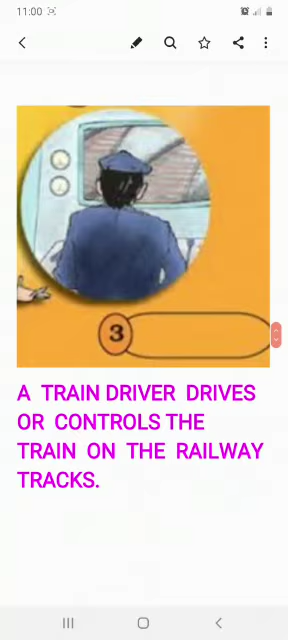 11:00
3
A TRAIN DRIVER DRIVES
OR CONTROLS THE
TRAIN ON THE RAILWAY
TRACKS.